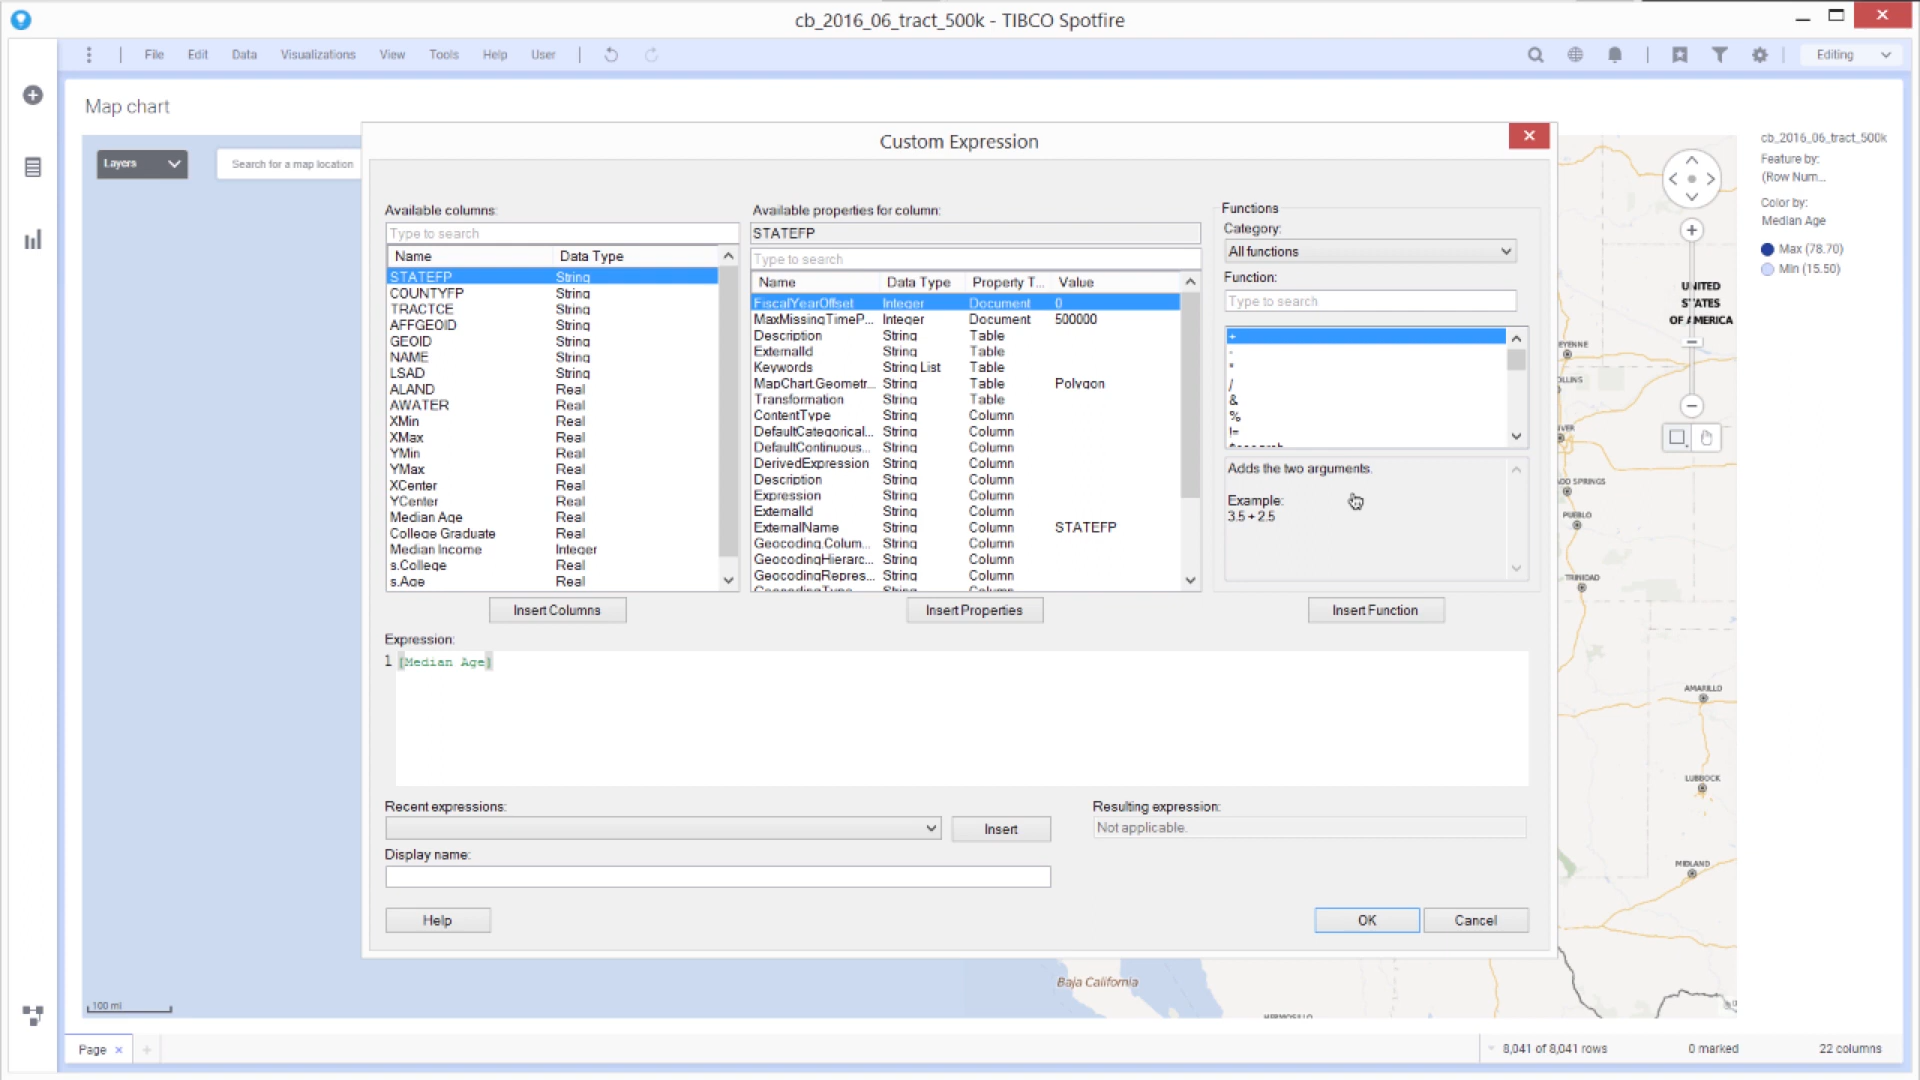 cb_2016_06_tract_500k - TIBCO Spotfire
File Edit Data Visualizations View Tools Help User
Editing
Map chart
Layers
Search for a map location
Custom Expression
Available columns:
Type to search
Name Data Type
STATEFP String
COUNTYFP String
TRACTCE String
AFFGEOID String
GEOID String
NAME String
LSAD String
ALAND Real
AWATER Real
XMin Real
XMax Real
YMin Real
YMax Real
XCenter Real
YCenter Real
Median Age Real
College Graduate Real
Median Income Integer
s.College Real
s.Age Real
Insert Columns
Available properties for column:
STATEFP
Type to search
Name Data Type Property T... Value
FiscalYearOffset Integer Document 0
MaxMissingTimeP... Integer Document 500000
Description String Table
ExternalId String Table
Keywords String List Table
MapChart.Geometr... String Table Polygon
Transformation String Table
ContentType String Column
DefaultCategorical... String Column
DefaultContinuous... String Column
DerivedExpression String Column
Description String Column
Expression String Column
ExternalId String Column
ExternalName String Column STATEFP
Geocoding.Colum... String Column
GeocodingHierarc... String Column
GeocodingRepres... String Column
GeocodingType String Column
Insert Properties
Functions
Category:
All functions
Function:
Type to search
+
-
*
/
&
%
!=
Adds the two arguments.
Example:
3.5 + 2.5
Insert Function
Expression:
1 [Median Age]
Recent expressions:
Insert
Resulting expression:
Not applicable.
Display name:
Help
OK
Cancel
cb_2016_06_tract_500k
Feature by:
(Row Num...
Color by:
Median Age
Max (78.70)
Min (15.50)
UNITED
STATES
OF AMERICA
EYENNE
OLLINS
VER
DO SPRINGS
PUEBLO
TRINIDAD
AMARILLO
LUBBOCK
MIDLAND
Baja California
HERMOSILLO
100 mi
Page
8,041 of 8,041 rows
0 marked
22 columns